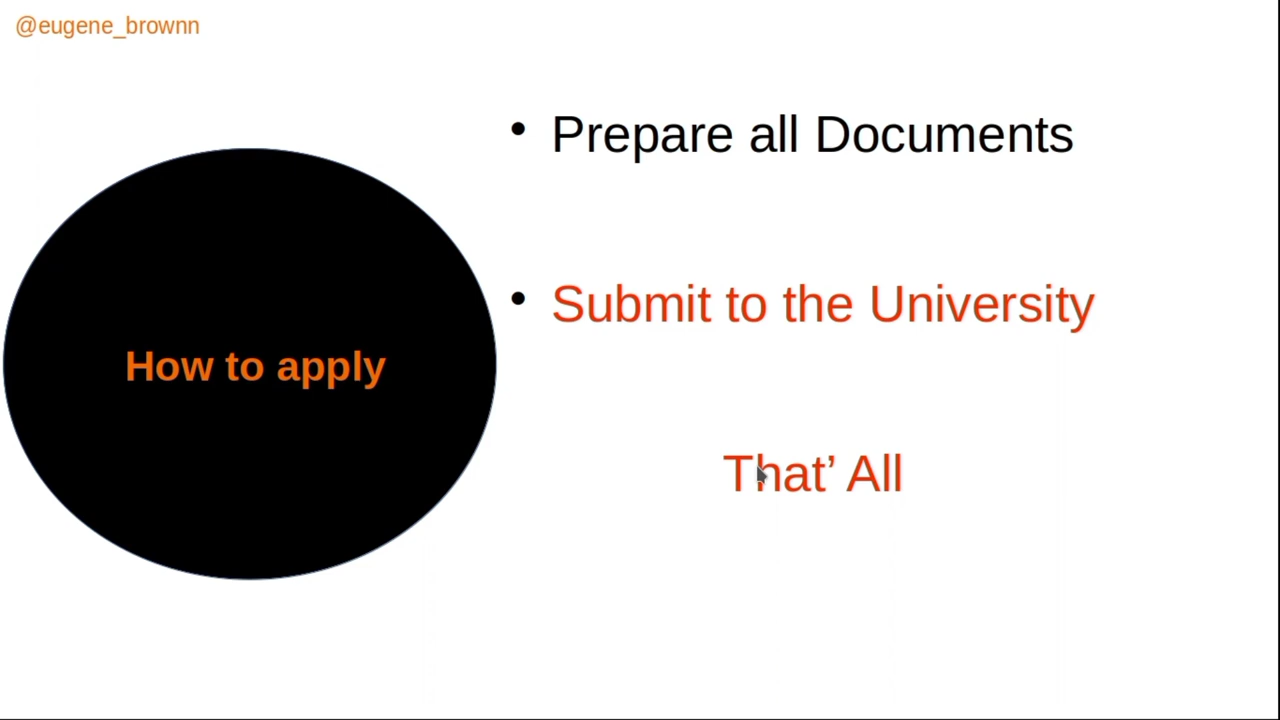 @eugene_brownn
How to apply
• Prepare all Documents
• Submit to the University
That’ All